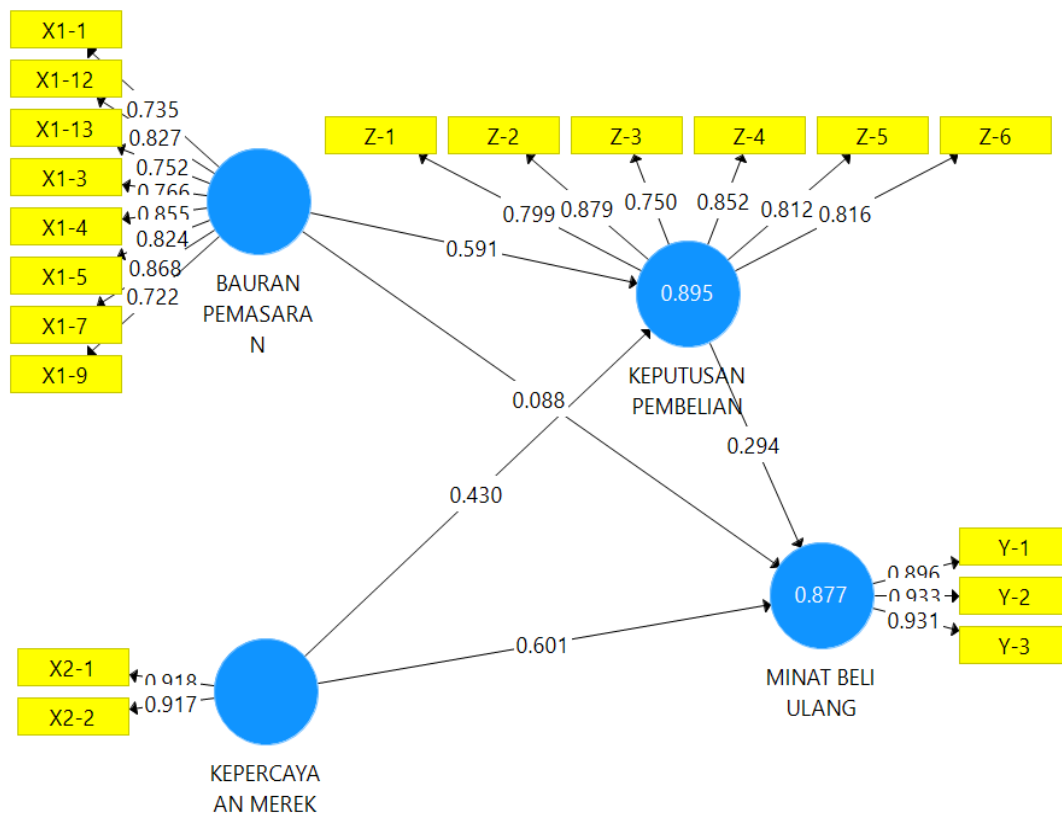 X1-1
X1-12
X1-13
X1-3
X1-4
X1-5
X1-7
X1-9
0.735
0.827
0.752
0.766
0.855
0.824
0.868
0.722
BAURAN
PEMASARA
N
Z-1
Z-2
Z-3
Z-4
Z-5
Z-6
0.799
0.879
0.750
0.852
0.812
0.816
0.591
0.895
KEPUTUSAN
PEMBELIAN
0.088
0.294
0.430
0.601
0.877
MINAT BELI
ULANG
0.896
0.933
0.931
Y-1
Y-2
Y-3
X2-1
X2-2
0.918
0.917
KEPERCAYA
AN MEREK